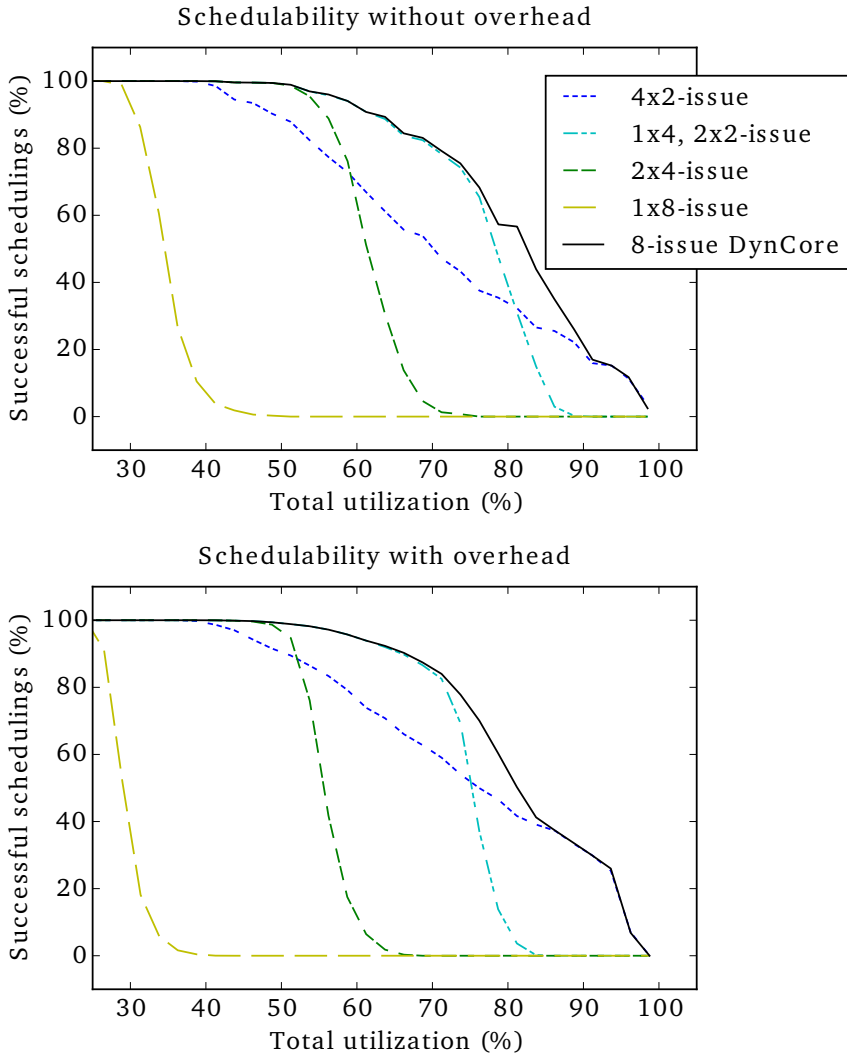 Schedulability without overhead
Successful schedulings (%)
100
80
60
40
20
0
4x2-issue
1x4, 2x2-issue
2x4-issue
1x8-issue
8-issue DynCore
30 40 50 60 70 80 90 100
Total utilization (%)
Schedulability with overhead
Successful schedulings (%)
100
80
60
40
20
0
30 40 50 60 70 80 90 100
Total utilization (%)